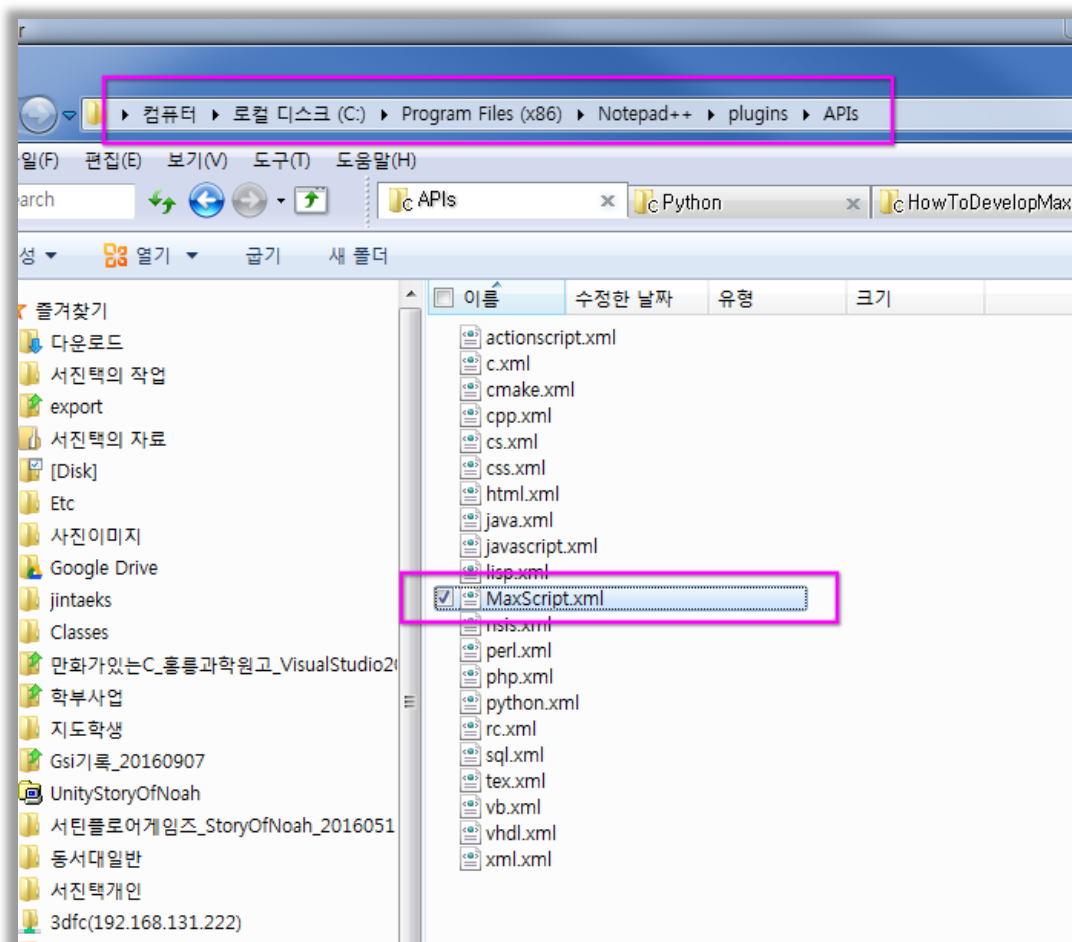 r
컴퓨터 ▸ 로컬 디스크 (C:) ▸ Program Files (x86) ▸ Notepad++ ▸ plugins ▸ APIs
일(F) 편집(E) 보기(V) 도구(T) 도움말(H)
earch APIs Python HowToDevelopMax
성 열기 굽기 새 폴더
즐겨찾기
다운로드
서진택의 작업
export
서진택의 자료
[Disk]
Etc
사진이미지
Google Drive
jintaeks
Classes
만화가있는C_홍릉과학원고_VisualStudio20
학부사업
지도학생
Gsi기록_20160907
UnityStoryOfNoah
서틴플로어게임즈_StoryOfNoah_2016051
동서대일반
서진택개인
3dfc(192.168.131.222)
이름 수정한 날짜 유형 크기
actionscript.xml
c.xml
cmake.xml
cpp.xml
cs.xml
css.xml
html.xml
java.xml
javascript.xml
lisp.xml
MaxScript.xml
nsis.xml
perl.xml
php.xml
python.xml
rc.xml
sql.xml
tex.xml
vb.xml
vhdl.xml
xml.xml